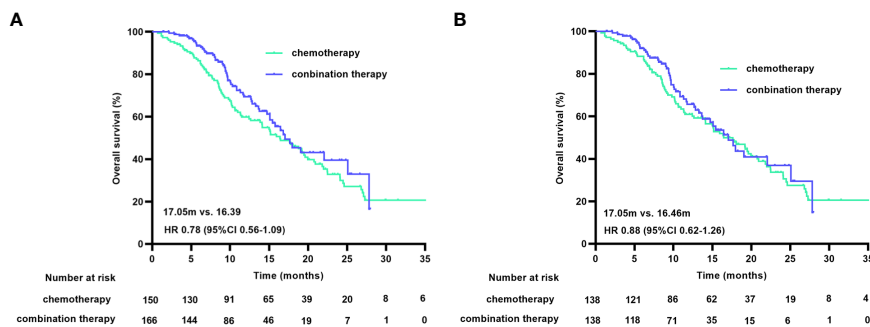 A
Overall survival (%)
100
80
60
40
20
0
chemotherapy
conbination therapy
17.05m vs. 16.39
HR 0.78 (95%CI 0.56-1.09)
0 5 10 15 20 25 30 35
Time (months)
Number at risk
chemotherapy 150 130 91 65 39 20 8 6
combination therapy 166 144 86 46 19 7 1 0
B
Overall survival (%)
100
80
60
40
20
0
chemotherapy
conbination therapy
17.05m vs. 16.46m
HR 0.88 (95%CI 0.62-1.26)
0 5 10 15 20 25 30 35
Time (months)
Number at risk
chemotherapy 138 121 86 62 37 19 8 4
combination therapy 138 118 71 35 15 6 1 0